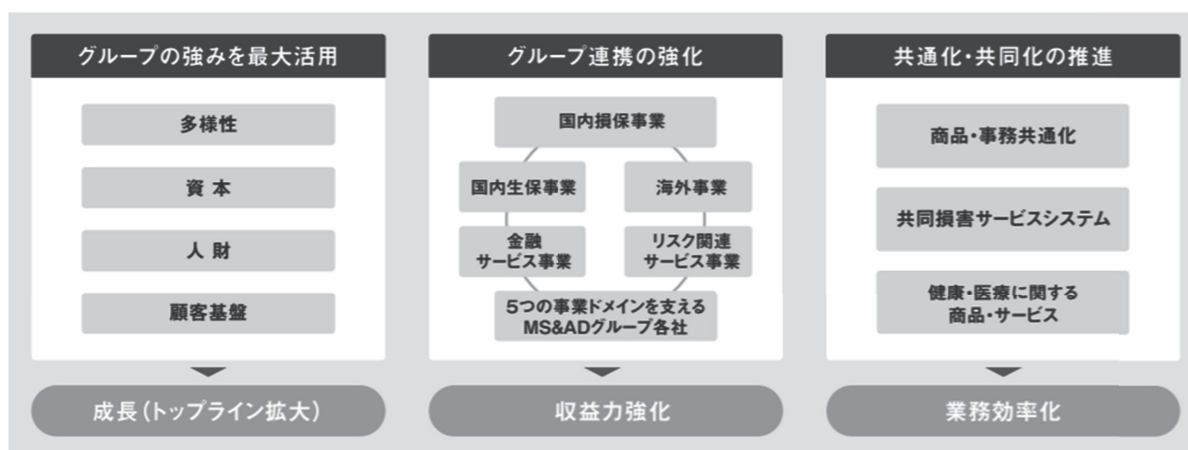 グループの強みを最大活用
多様性
資本
人財
顧客基盤
成長(トップライン拡大)
グループ連携の強化
国内損保事業
国内生保事業
海外事業
金融
サービス事業
リスク関連
サービス事業
5つの事業ドメインを支える
MS&ADグループ各社
収益力強化
共通化・共同化の推進
商品・事務共通化
共同損害サービスシステム
健康・医療に関する
商品・サービス
業務効率化